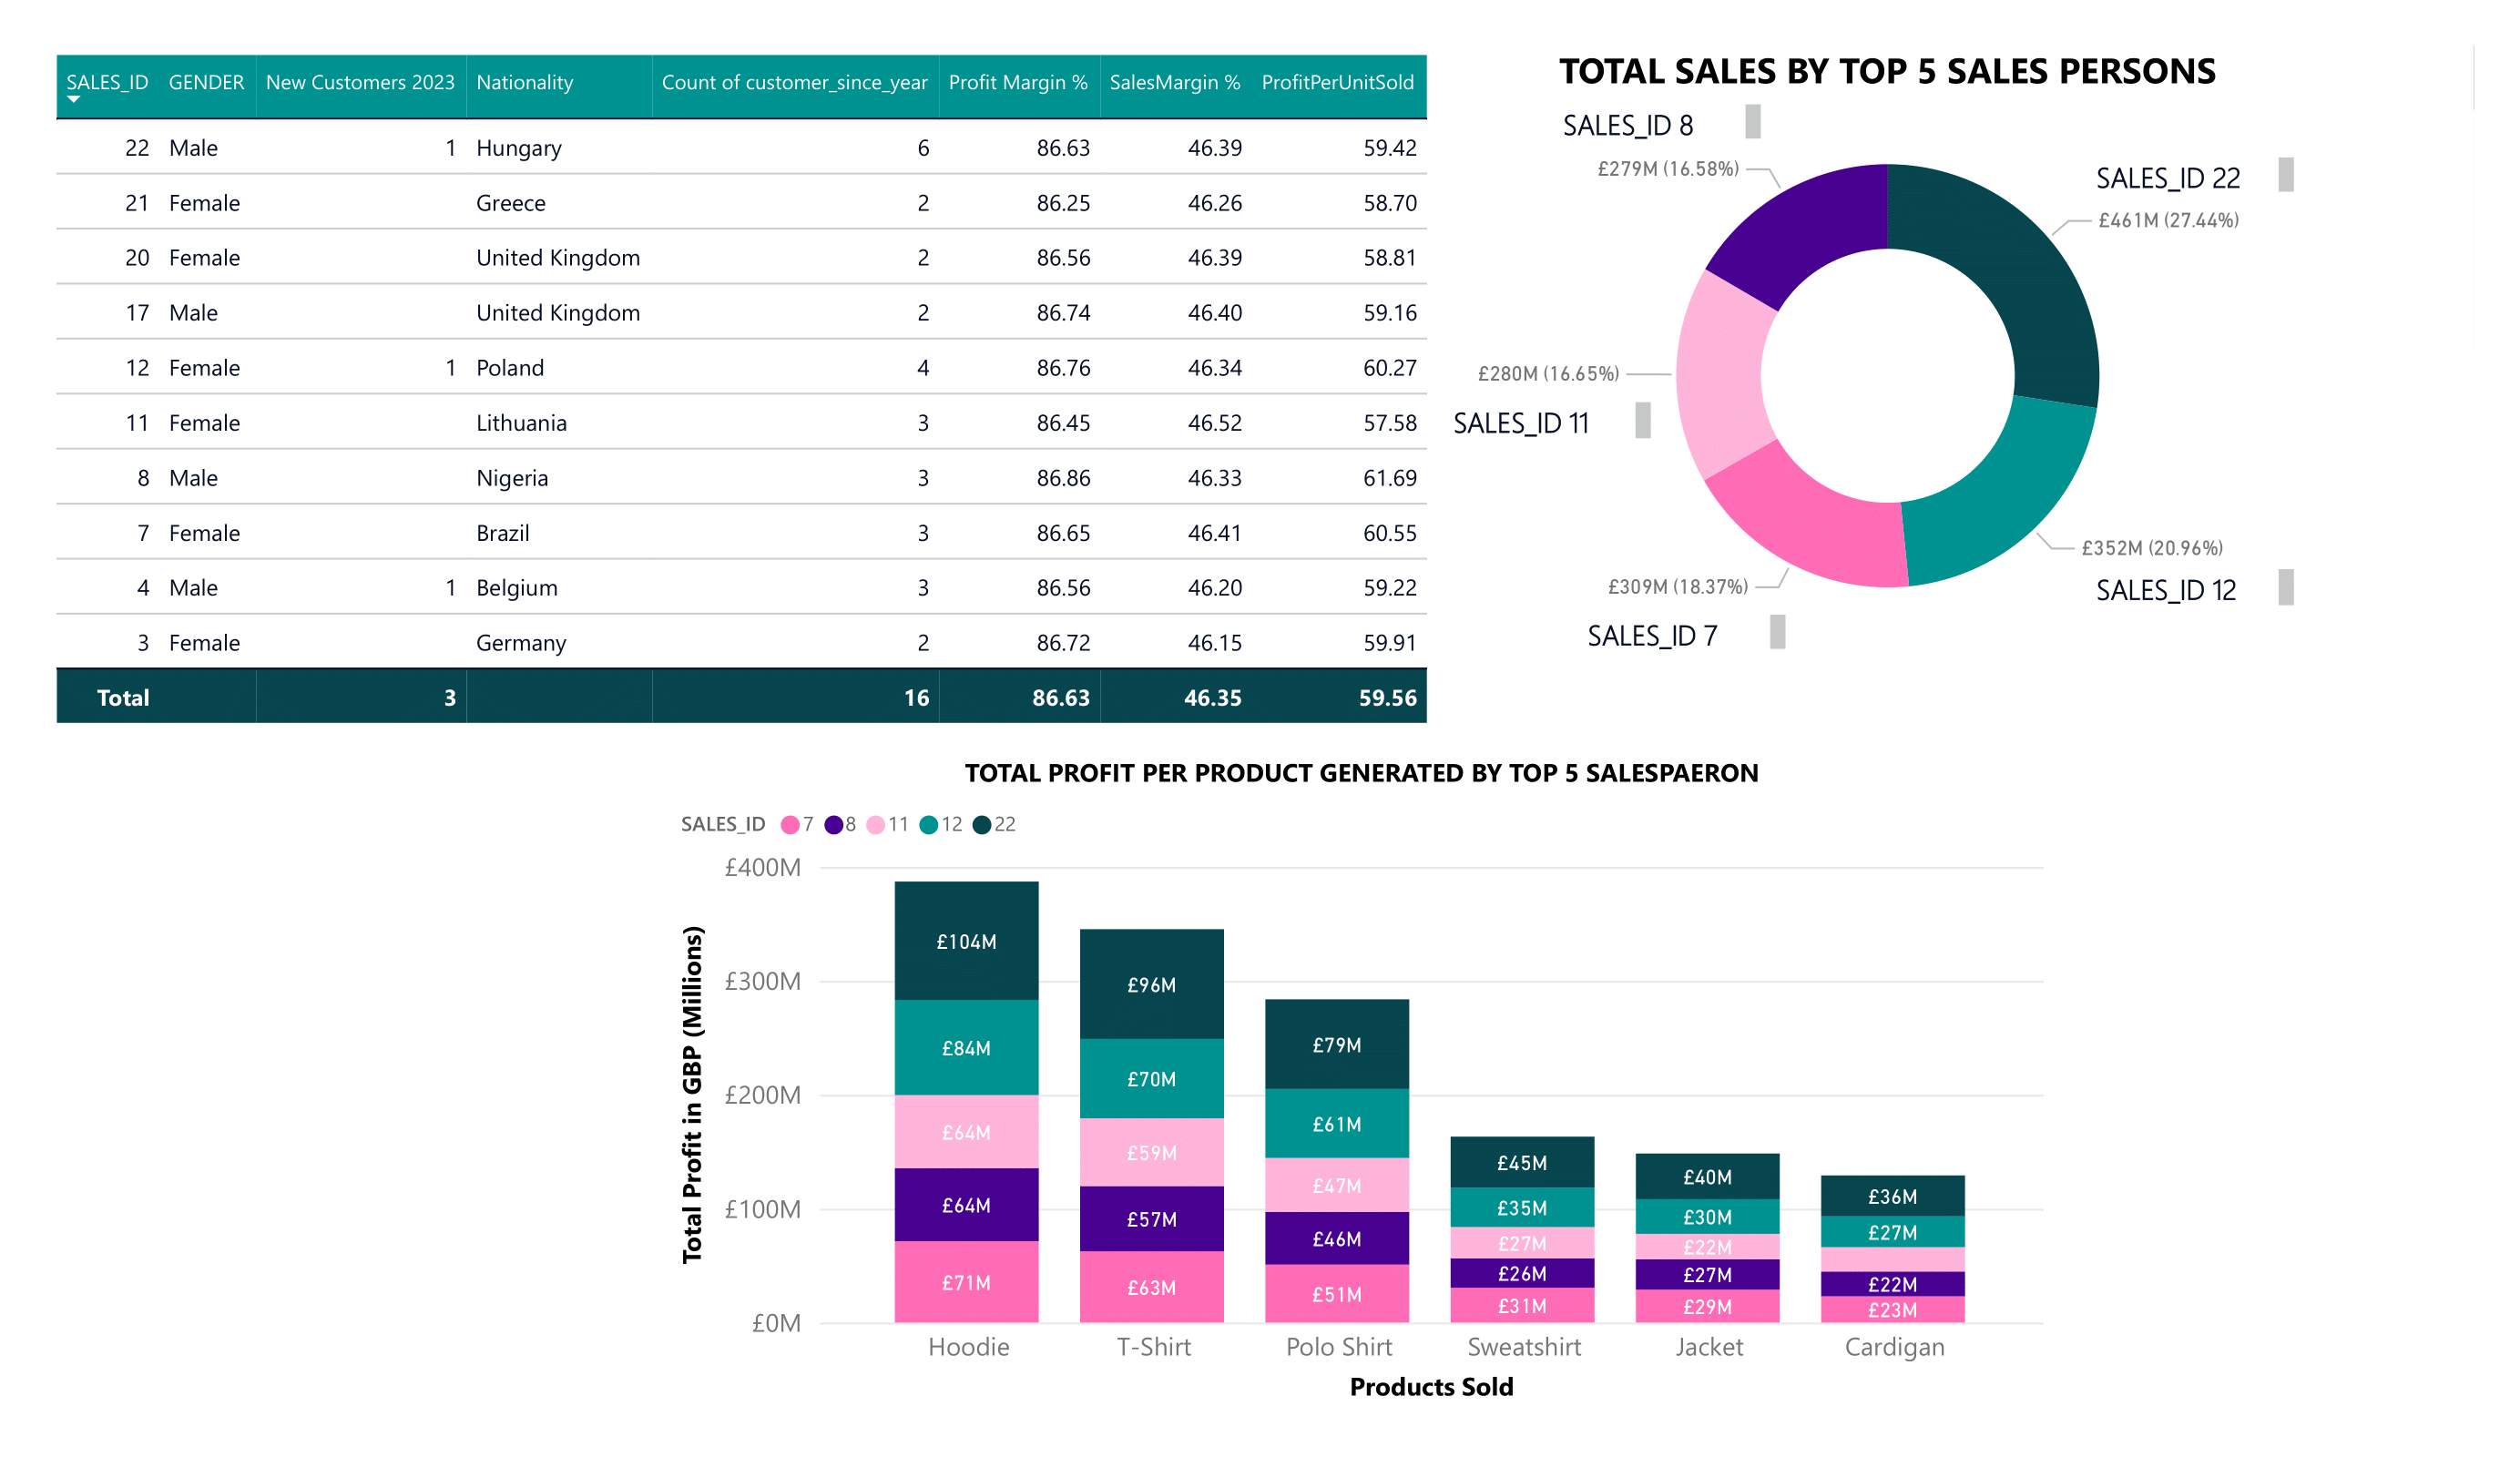 SALES_ID GENDER New Customers 2023 Nationality Count of customer_since_year Profit Margin % SalesMargin % ProfitPerUnitSold
22 Male 1 Hungary 6 86.63 46.39 59.42
21 Female Greece 2 86.25 46.26 58.70
20 Female United Kingdom 2 86.56 46.39 58.81
17 Male United Kingdom 2 86.74 46.40 59.16
12 Female 1 Poland 4 86.76 46.34 60.27
11 Female Lithuania 3 86.45 46.52 57.58
8 Male Nigeria 3 86.86 46.33 61.69
7 Female Brazil 3 86.65 46.41 60.55
4 Male 1 Belgium 3 86.56 46.20 59.22
3 Female Germany 2 86.72 46.15 59.91
Total 3 16 86.63 46.35 59.56
TOTAL SALES BY TOP 5 SALES PERSONS
SALES_ID 8
£279M (16.58%)
SALES_ID 22
£461M (27.44%)
£280M (16.65%)
SALES_ID 11
£352M (20.96%)
SALES_ID 12
£309M (18.37%)
SALES_ID 7
TOTAL PROFIT PER PRODUCT GENERATED BY TOP 5 SALESPAERON
SALES_ID 7 8 11 12 22
Total Profit in GBP (Millions)
£400M
£300M
£200M
£100M
£0M
£104M
£84M
£64M
£64M
£71M
£96M
£70M
£59M
£57M
£63M
£79M
£61M
£47M
£46M
£51M
£45M
£35M
£27M
£26M
£31M
£40M
£30M
£22M
£27M
£29M
£36M
£27M
£22M
£23M
Hoodie T-Shirt Polo Shirt Sweatshirt Jacket Cardigan
Products Sold